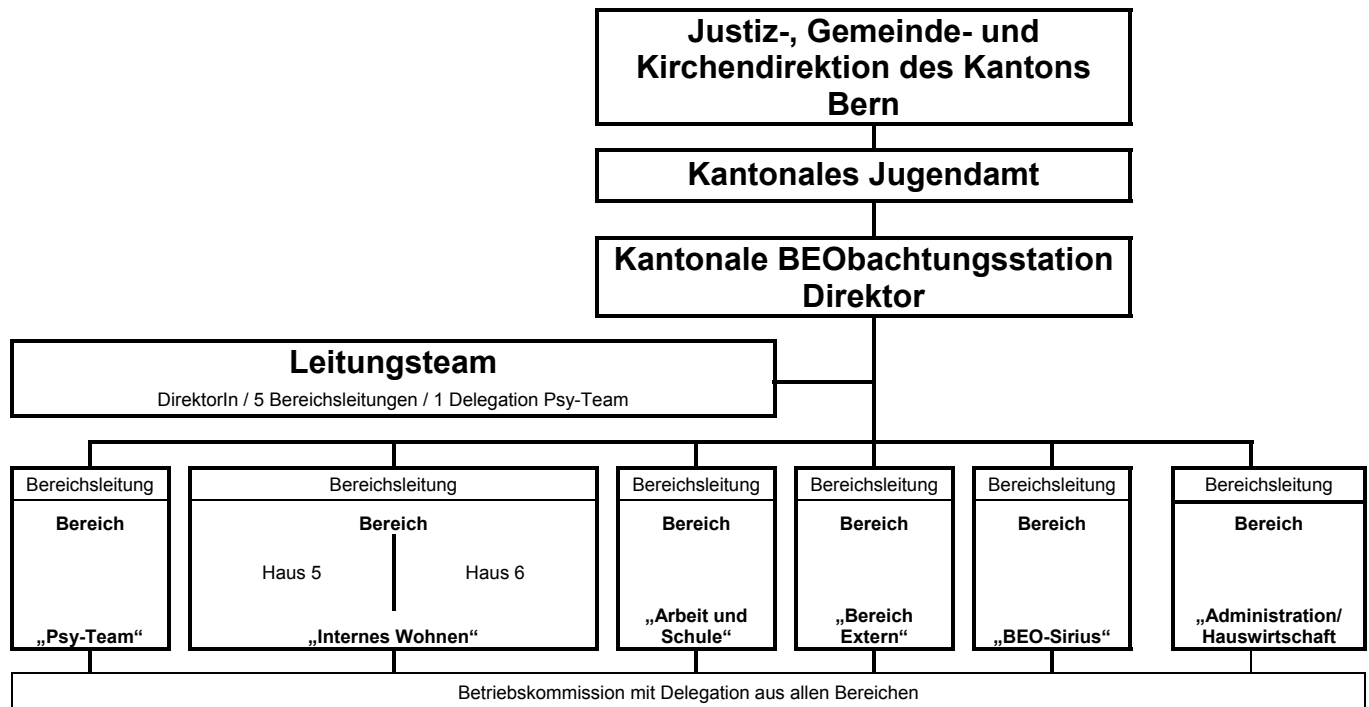 Justiz-, Gemeinde- und
Kirchendirektion des Kantons
Bern
Kantonales Jugendamt
Kantonale BEObachtungsstation
Direktor
Leitungsteam
DirektorIn / 5 Bereichsleitungen / 1 Delegation Psy-Team
Bereichsleitung
Bereich
„Psy-Team“
Bereichsleitung
Bereich
Haus 5
Haus 6
„Internes Wohnen“
Bereichsleitung
Bereich
„Arbeit und
Schule“
Bereichsleitung
Bereich
„Bereich
Extern“
Bereichsleitung
Bereich
„BEO-Sirius“
Bereichsleitung
Bereich
„Administration/
Hauswirtschaft
Betriebskommission mit Delegation aus allen Bereichen